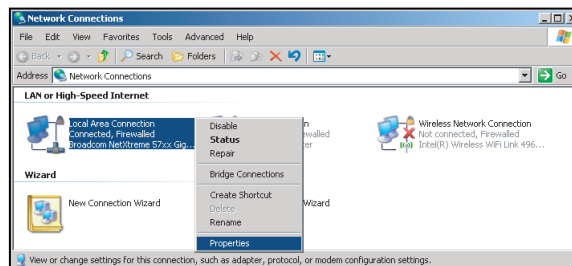 Network Connections
File Edit View Favorites Tools Advanced Help
Back Search Folders
Address Network Connections Go
LAN or High-Speed Internet
Local Area Connection
Connected, Firewalled
Broadcom NetXtreme 57xx Gig...
Wireless Network Connection
Not connected, Firewalled
Intel(R) Wireless WiFi Link 496...
Disable
Status
Repair
Bridge Connections
Create Shortcut
Delete
Rename
Properties
Wizard
New Connection Wizard
Wizard
View or change settings for this connection, such as adapter, protocol, or modem configuration settings.